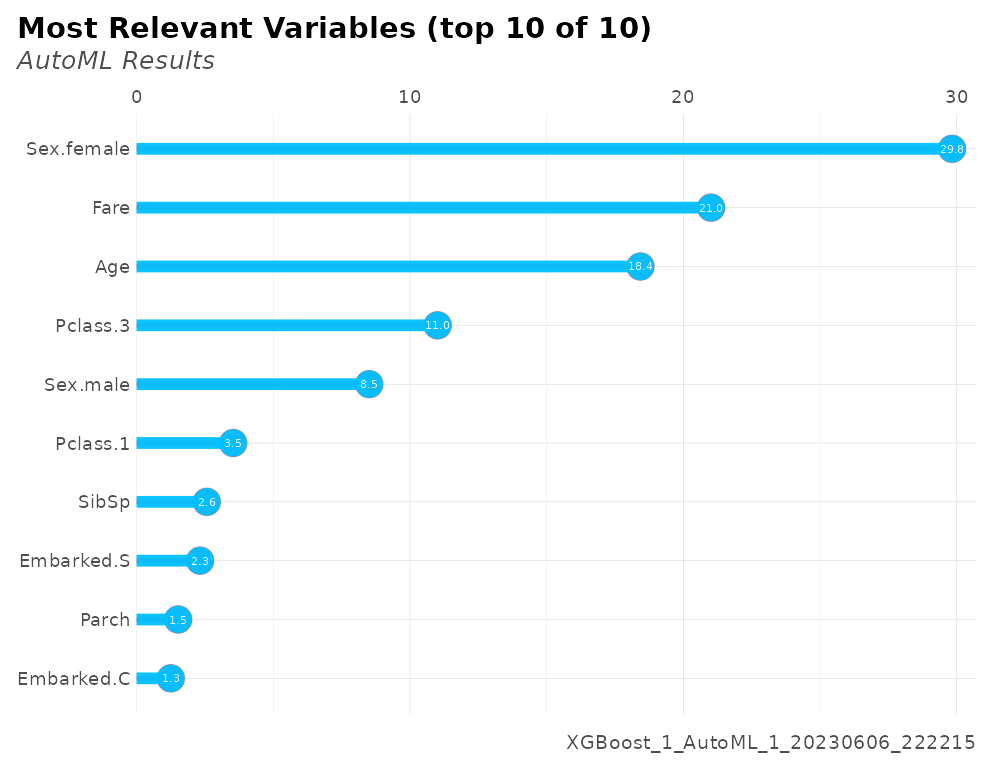 Most Relevant Variables (top 10 of 10)
AutoML Results
0 10 20 30
Sex.female 29.8
Fare 21.0
Age 18.4
Pclass.3 11.0
Sex.male 8.5
Pclass.1 3.5
SibSp 2.6
Embarked.S 2.3
Parch 1.5
Embarked.C 1.3
XGBoost_1_AutoML_1_20230606_222215